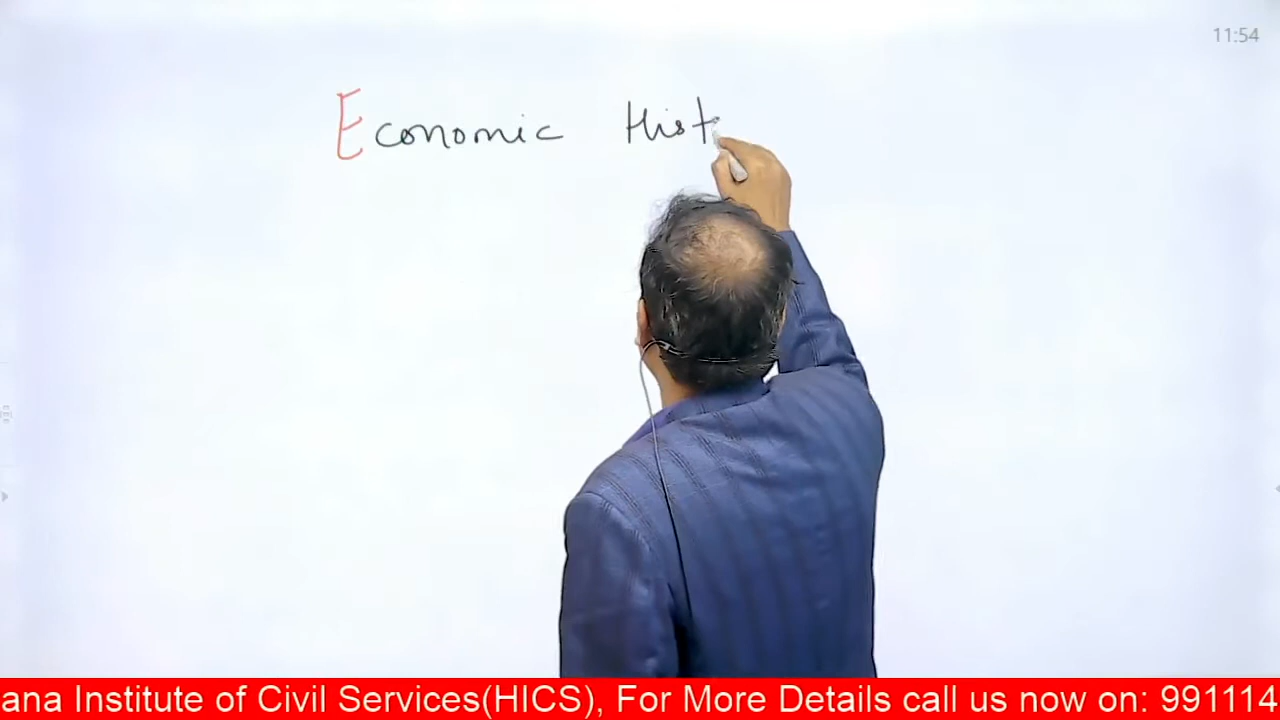 11:54
Economic Hist
ana Institute of Civil Services(HICS), For More Details call us now on: 991114